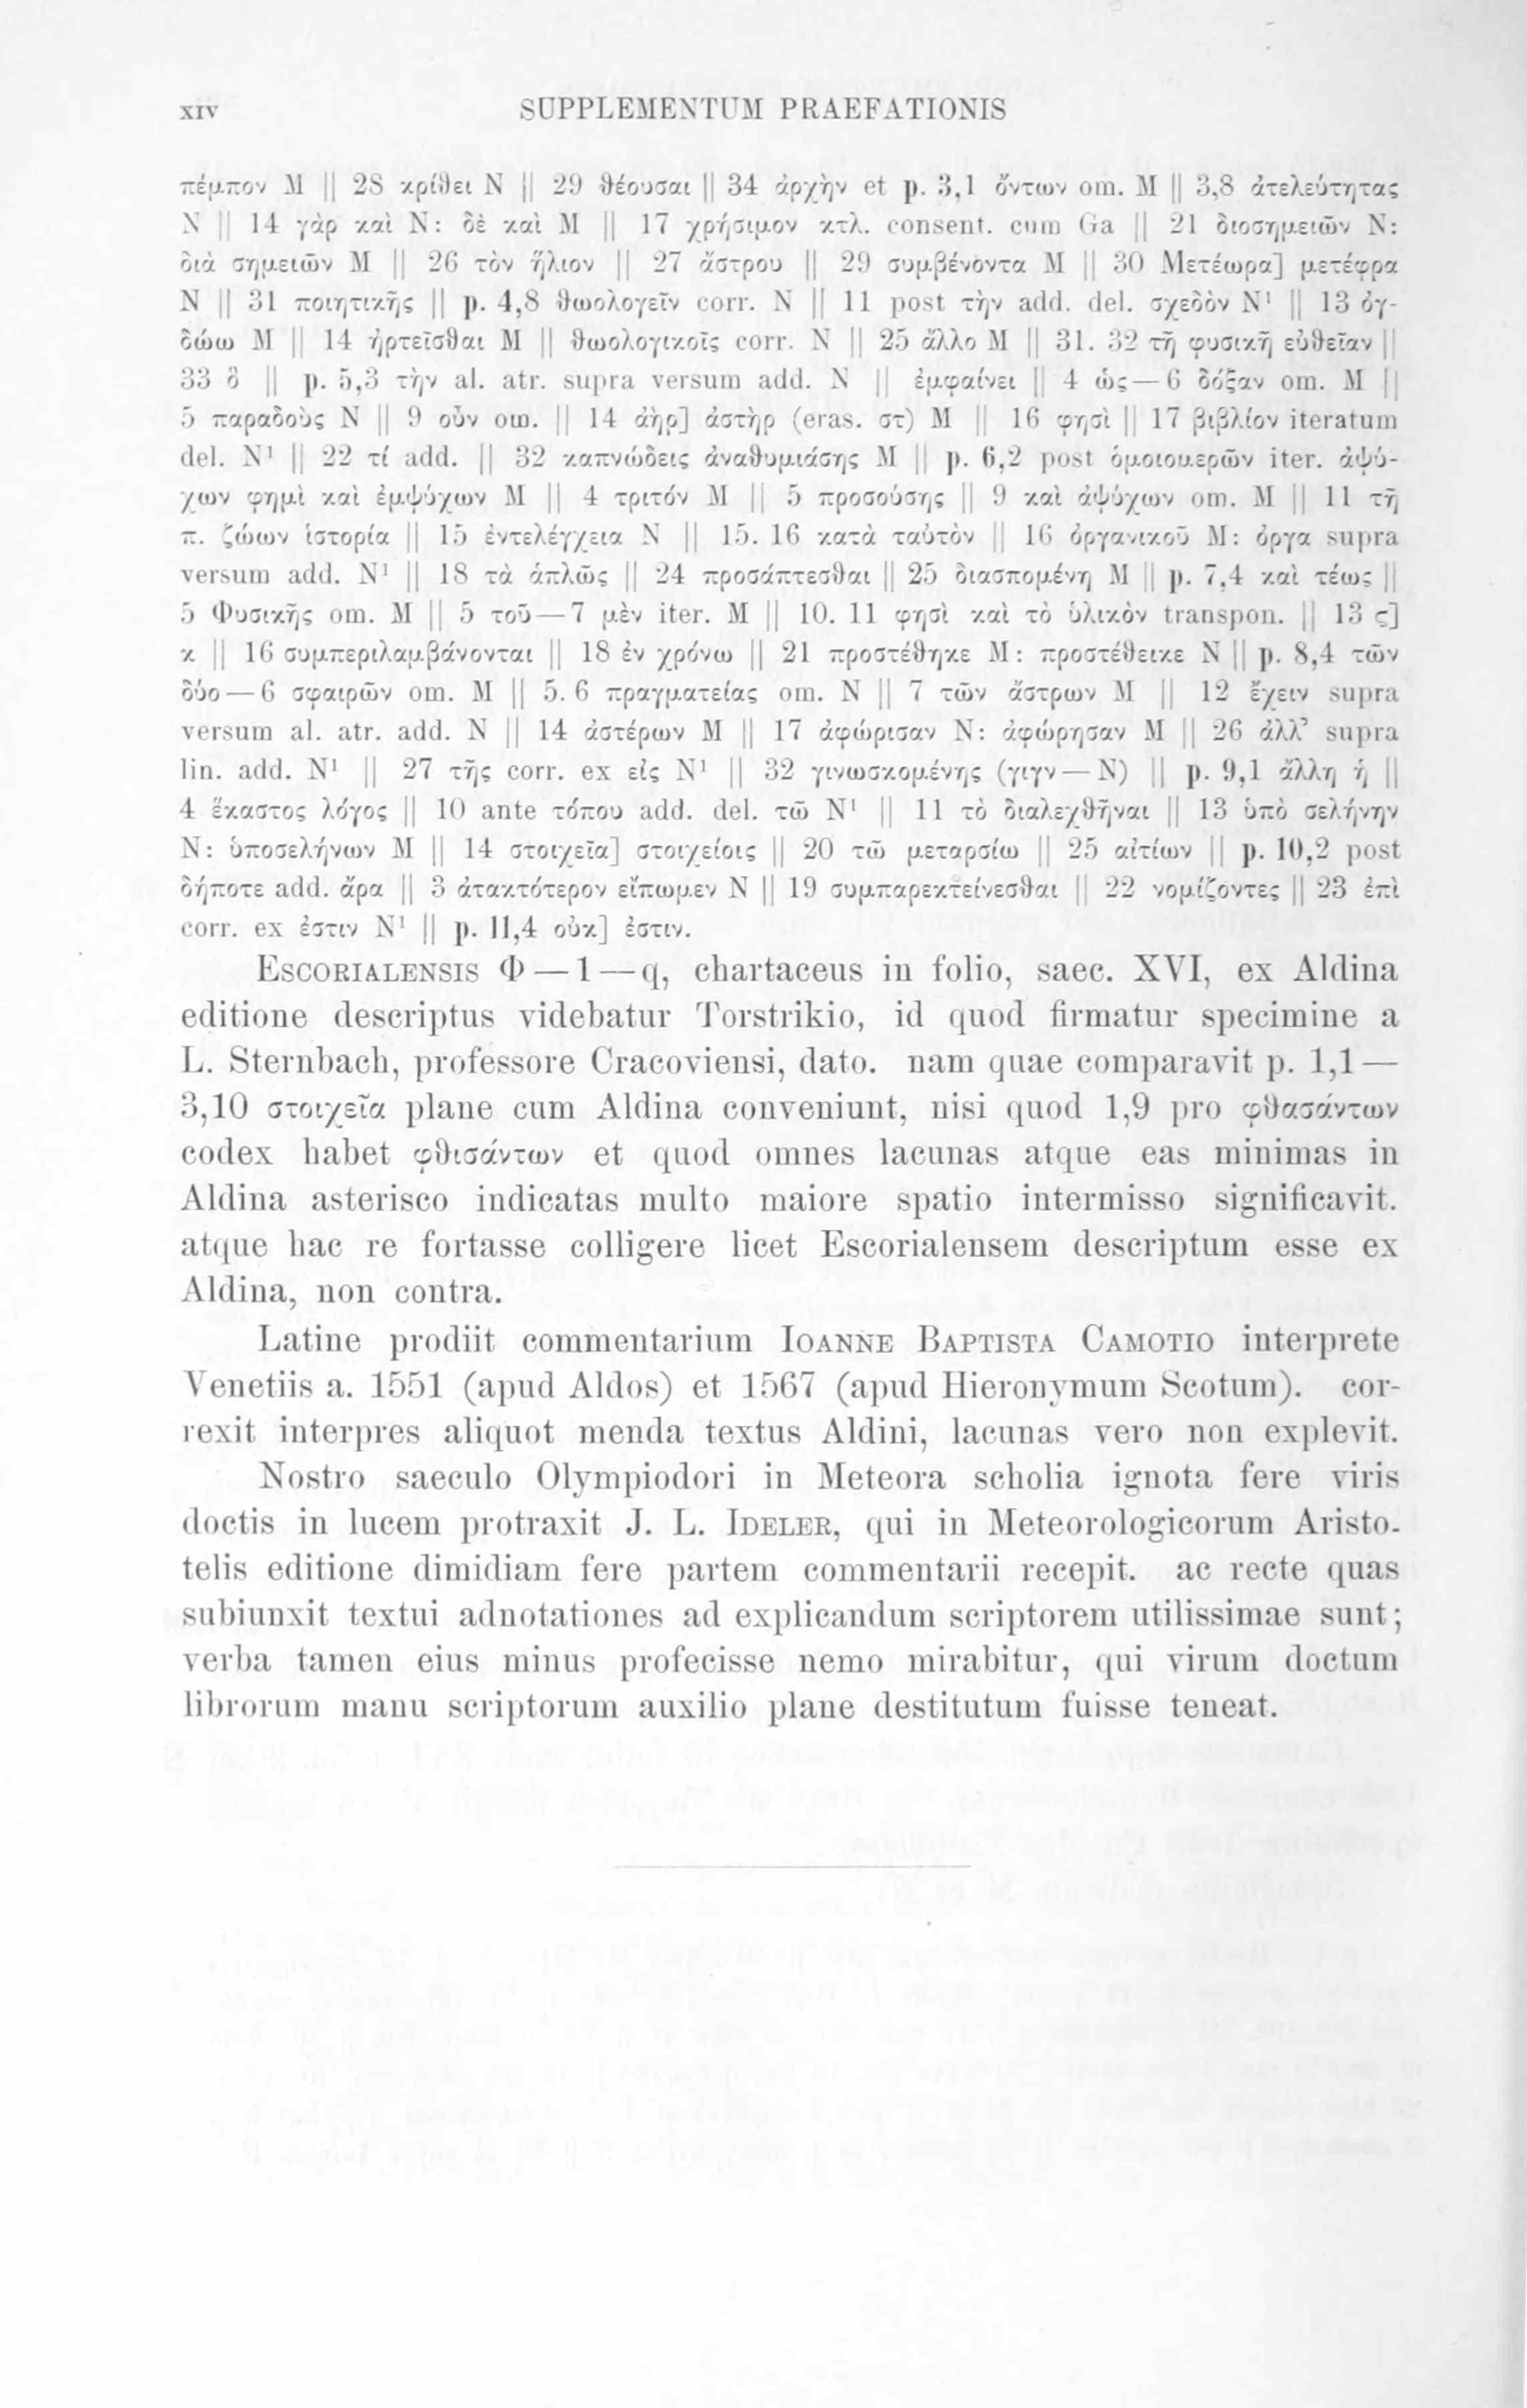 XIV SUPPLEMENTUM PRAEFATIONIS
πέμπον M || 28 κρίθει N || 29 θέουσαι || 34 ἀρχὴν et p. 3,1 ὄντων om. M || 3,8 ἀτελεύτητας
N || 14 γὰρ καὶ N: δὲ καὶ M || 17 χρήσιμον κτλ. consent. cum Ga || 21 διοσημειῶν N:
διὰ σημειῶν M || 26 τὸν ἥλιον || 27 ἄστρου || 29 συμβένοντα M || 30 Μετέωρα] μετέφρα
N || 31 ποιητικῆς || p. 4,8 θωολογεῖν corr. N || 11 post τὴν add. del. σχεδὸν N¹ || 13 ὀγ-
δώω M || 14 ἠρτεῖσθαι M || θωολογικοῖς corr. N || 25 ἄλλο M || 31. 32 τῆ φυσικῆ εὐθεῖαν ||
33 ὃ || p. 5,3 τὴν al. atr. supra versum add. N || ἐμφαίνει || 4 ὡς — 6 δόξαν om. M ||
5 παραδοὺς N || 9 οὖν om. || 14 ἀὴρ] ἀστὴρ (eras. στ) M || 16 φησὶ || 17 βιβλίον iteratum
del. N¹ || 22 τί add. || 32 καπνώδεις ἀναθυμιάσης M || p. 6,2 post ὁμοιομερῶν iter. ἀψύ-
χων φημὶ καὶ ἐμψύχων M || 4 τριτόν M || 5 προσούσης || 9 καὶ ἀψύχων om. M || 11 τῆ
π. ζώων ἱστορία || 15 ἐντελέγχεια N || 15. 16 κατὰ ταὐτὸν || 16 ὀργανικοῦ M: ὀργα supra
versum add. N¹ || 18 τὰ ἁπλῶς || 24 προσάπτεσθαι || 25 διασπομένη M || p. 7,4 καὶ τέως ||
5 Φυσικῆς om. M || 5 τοῦ — 7 μὲν iter. M || 10. 11 φησὶ καὶ τὸ ὑλικὸν transpon. || 13 ϛ]
κ || 16 συμπεριλαμβάνονται || 18 ἐν χρόνω || 21 προστέθηκε M: προστέθεικε N || p. 8,4 τῶν
δύο — 6 σφαιρῶν om. M || 5. 6 πραγματείας om. N || 7 τῶν ἄστρων M || 12 ἔχειν supra
versum al. atr. add. N || 14 ἀστέρων M || 17 ἀφώρισαν N: ἀφώρησαν M || 26 ἀλλ’ supra
lin. add. N¹ || 27 τῆς corr. ex εἰς N¹ || 32 γινωσκομένης (γιγν — N) || p. 9,1 ἄλλη ἡ ||
4 ἕκαστος λόγος || 10 ante τόπου add. del. τῶ N¹ || 11 τὸ διαλεχθῆναι || 13 ὑπὸ σελήνην
N: ὑποσελήνων M || 14 στοιχεῖα] στοιχείοις || 20 τῶ μεταρσίω || 25 αἰτίων || p. 10,2 post
δήποτε add. ἄρα || 3 ἀτακτότερον εἴπωμεν N || 19 συμπαρεκτείνεσθαι || 22 νομίζοντες || 23 ἐπὶ
corr. ex ἐστιν N¹ || p. 11,4 οὐκ] ἐστιν.
ESCORIALENSIS Φ — 1 — q, chartaceus in folio, saec. XVI, ex Aldina
editione descriptus videbatur Torstrikio, id quod firmatur specimine a
L. Sternbach, professore Cracoviensi, dato. nam quae comparavit p. 1,1 —
3,10 στοιχεῖα plane cum Aldina conveniunt, nisi quod 1,9 pro φθασάντων
codex habet φθισάντων et quod omnes lacunas atque eas minimas in
Aldina asterisco indicatas multo maiore spatio intermisso significavit.
atque hac re fortasse colligere licet Escorialensem descriptum esse ex
Aldina, non contra.
Latine prodiit commentarium IOANNE BAPTISTA CAMOTIO interprete
Venetiis a. 1551 (apud Aldos) et 1567 (apud Hieronymum Scotum). cor-
rexit interpres aliquot menda textus Aldini, lacunas vero non explevit.
Nostro saeculo Olympiodori in Meteora scholia ignota fere viris
doctis in lucem protraxit J. L. IDELER, qui in Meteorologicorum Aristo-
telis editione dimidiam fere partem commentarii recepit. ac recte quas
subiunxit textui adnotationes ad explicandum scriptorem utilissimae sunt;
verba tamen eius minus profecisse nemo mirabitur, qui virum doctum
librorum manu scriptorum auxilio plane destitutum fuisse teneat.